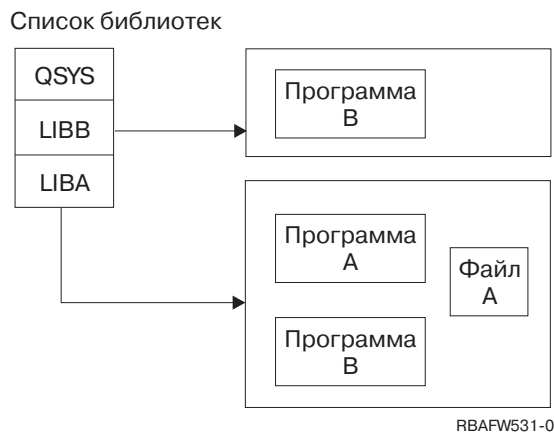 Список библиотек
QSYS
LIBB
LIBA
Программа
B
Программа
A
Файл
A
Программа
B
RBAFW531-0